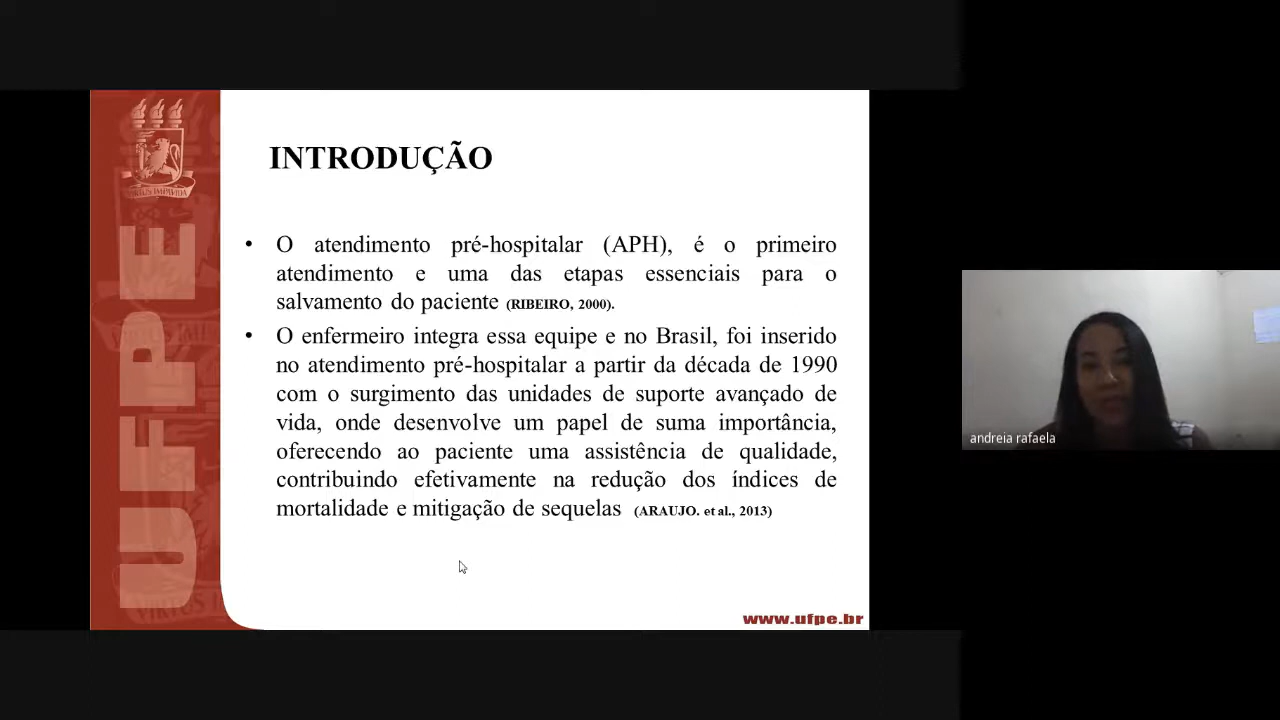 UFPE
VIRTUS IMPAVIDA
INTRODUÇÃO
• O atendimento pré-hospitalar (APH), é o primeiro
atendimento e uma das etapas essenciais para o
salvamento do paciente (RIBEIRO, 2000).
• O enfermeiro integra essa equipe e no Brasil, foi inserido
no atendimento pré-hospitalar a partir da década de 1990
com o surgimento das unidades de suporte avançado de
vida, onde desenvolve um papel de suma importância,
oferecendo ao paciente uma assistência de qualidade,
contribuindo efetivamente na redução dos índices de
mortalidade e mitigação de sequelas (ARAUJO. et al., 2013)
www.ufpe.br
andreia rafaela